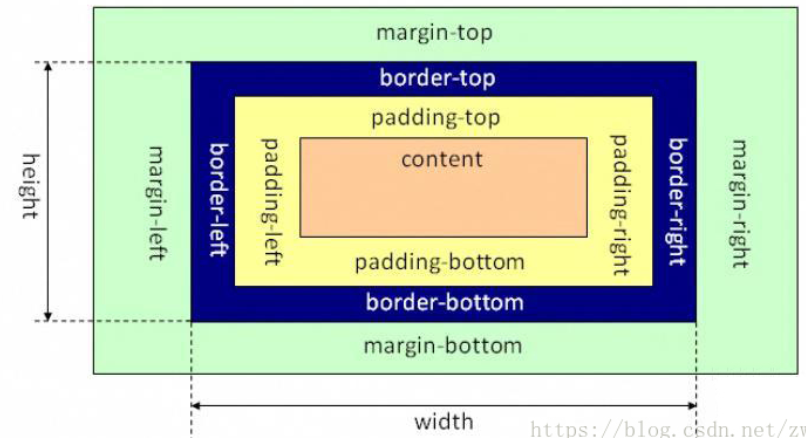 margin-top
border-top
padding-top
content
height
margin-left
border-left
padding-left
padding-right
border-right
margin-right
padding-bottom
border-bottom
margin-bottom
width
https://blog.csdn.net/zw